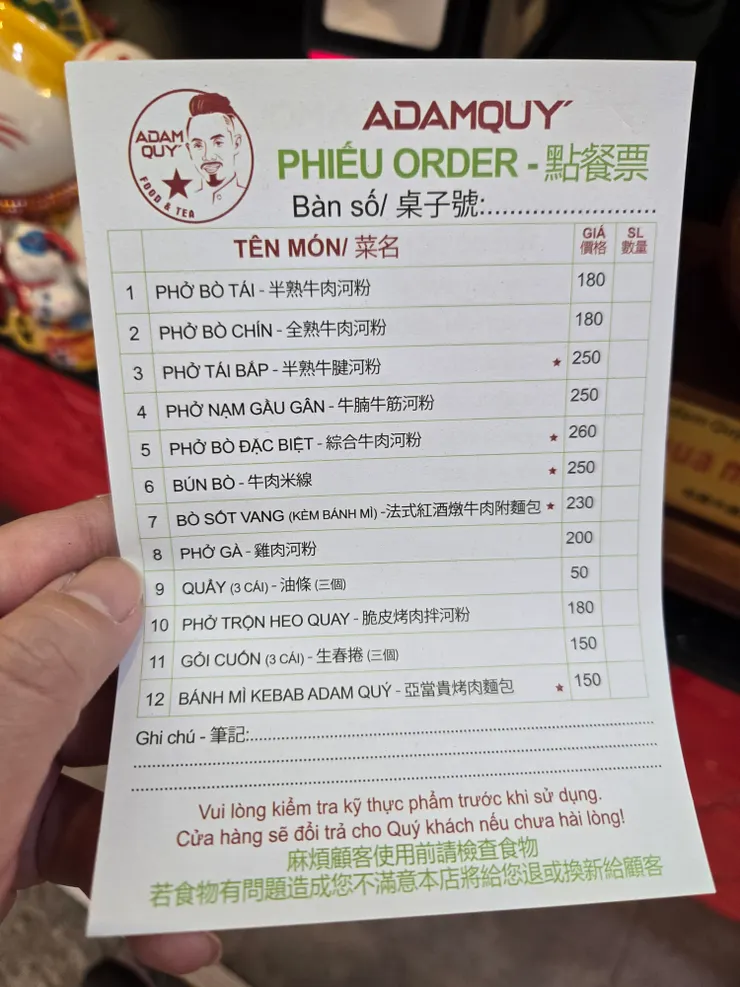 ADAM
QUY´
FOOD & TEA
ADAMQUY´
PHIẾU ORDER - 點餐票
Bàn số/ 桌子號:........................
TÊN MÓN/ 菜名 GIÁ 價格 SL 數量
1 PHỞ BÒ TÁI - 半熟牛肉河粉 180
2 PHỞ BÒ CHÍN - 全熟牛肉河粉 180
3 PHỞ TÁI BẮP - 半熟牛腱河粉 ★ 250
4 PHỞ NẠM GẦU GÂN - 牛腩牛筋河粉 250
5 PHỞ BÒ ĐẶC BIỆT - 綜合牛肉河粉 ★ 260
6 BÚN BÒ - 牛肉米線 ★ 250
7 BÒ SỐT VANG (KÈM BÁNH MÌ) -法式紅酒燉牛肉附麵包 ★ 230
8 PHỞ GÀ - 雞肉河粉 200
9 QUẨY (3 CÁI) - 油條 (三個) 50
10 PHỞ TRỘN HEO QUAY - 脆皮烤肉拌河粉 180
11 GỎI CUỐN (3 CÁI) - 生春捲 (三個) 150
12 BÁNH MÌ KEBAB ADAM QUÝ - 亞當貴烤肉麵包 ★ 150
Ghi chú - 筆記:........................
Vui lòng kiểm tra kỹ thực phẩm trước khi sử dụng.
Cửa hàng sẽ đổi trả cho Quý khách nếu chưa hài lòng!
麻煩顧客使用前請檢查食物
若食物有問題造成您不滿意本店將給您退或換新給顧客